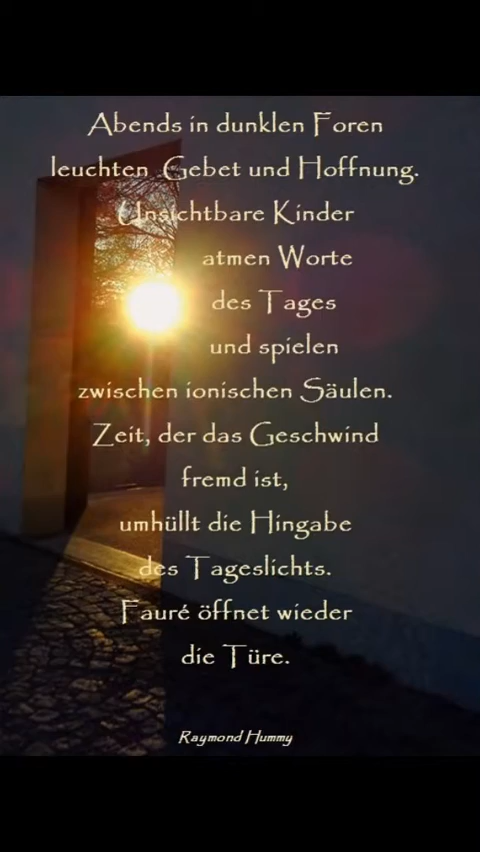 Abends in dunklen Foren
leuchten Gebet und Hoffnung.
Unsichtbare Kinder
atmen Worte
des Tages
und spielen
zwischen ionischen Säulen.
Zeit, der das Geschwind
fremd ist,
umhüllt die Hingabe
des Tageslichts.
Fauré öffnet wieder
die Türe.
Raymond Hummy